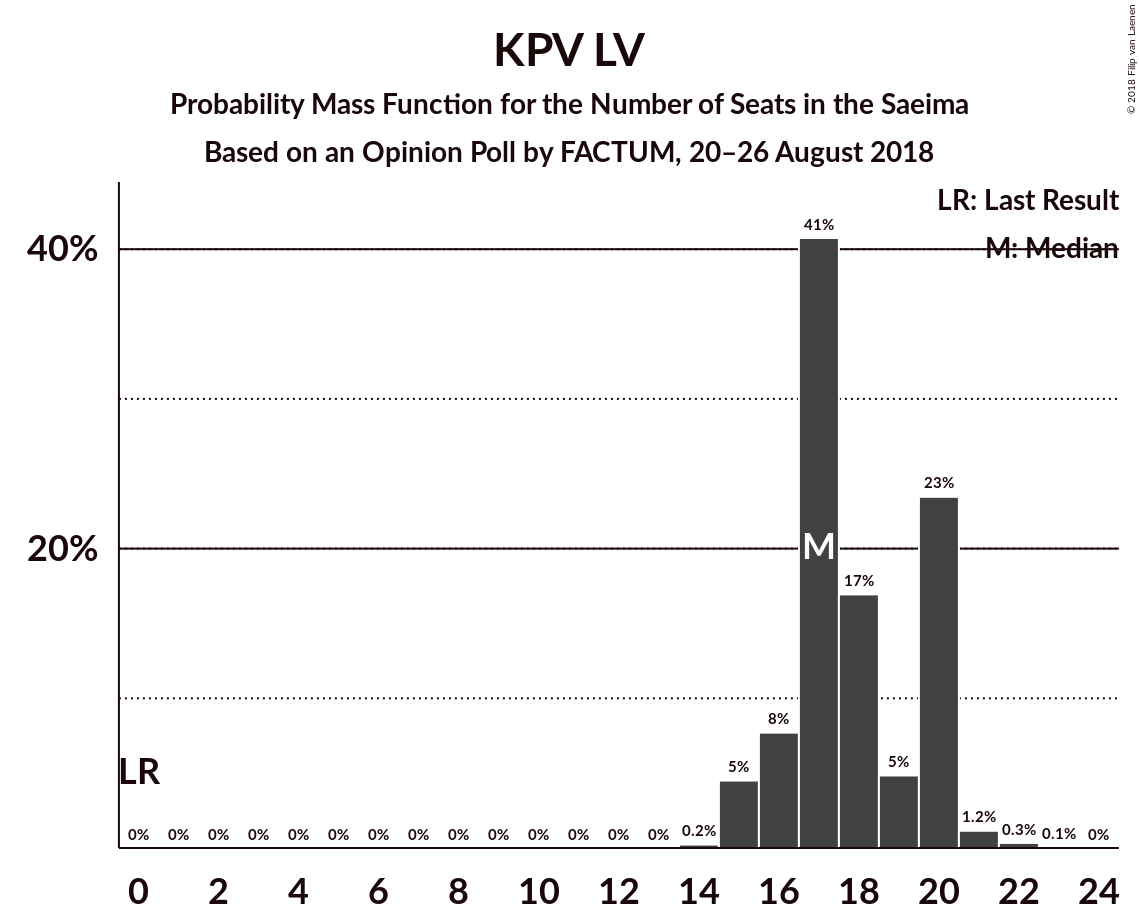 KPV LV
Probability Mass Function for the Number of Seats in the Saeima
Based on an Opinion Poll by FACTUM, 20–26 August 2018
© 2018 Filip van Laenen
LR: Last Result
M: Median
40%
20%
41%
23%
17%
8%
5%
5%
M
LR
0% 0% 0% 0% 0% 0% 0% 0% 0% 0% 0% 0% 0% 0% 0.2% 1.2% 0.3% 0.1% 0%
0 2 4 6 8 10 12 14 16 18 20 22 24